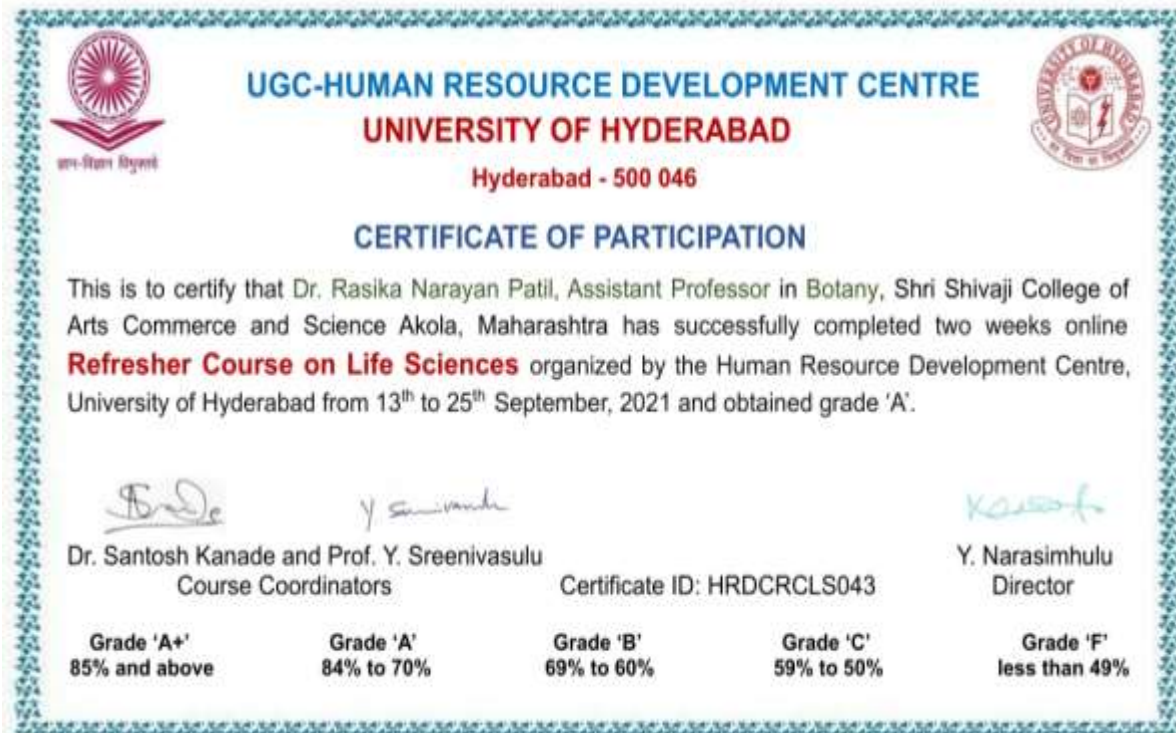 UGC-HUMAN RESOURCE DEVELOPMENT CENTRE
UNIVERSITY OF HYDERABAD
Hyderabad - 500 046
ज्ञान-विज्ञान विमुक्तये
UNIVERSITY OF HYDERABAD
सा विद्या या विमुक्तये
CERTIFICATE OF PARTICIPATION
This is to certify that Dr. Rasika Narayan Patil, Assistant Professor in Botany, Shri Shivaji College of
Arts Commerce and Science Akola, Maharashtra has successfully completed two weeks online
Refresher Course on Life Sciences organized by the Human Resource Development Centre,
University of Hyderabad from 13th to 25th September, 2021 and obtained grade ‘A’.
Dr. Santosh Kanade and Prof. Y. Sreenivasulu
Course Coordinators
Certificate ID: HRDCRCLS043
Y. Narasimhulu
Director
Grade ‘A+’ Grade ‘A’ Grade ‘B’ Grade ‘C’ Grade ‘F’
85% and above 84% to 70% 69% to 60% 59% to 50% less than 49%